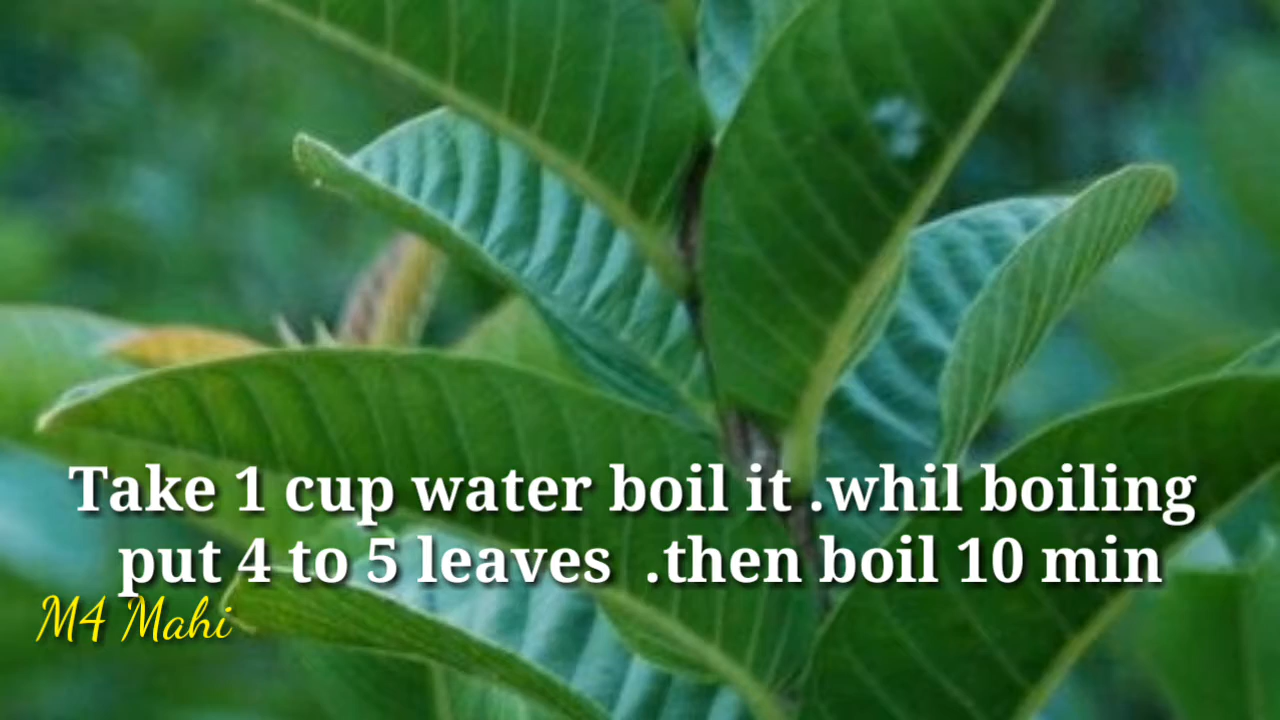 Take 1 cup water boil it .whil boiling
put 4 to 5 leaves .then boil 10 min
M4 Mahi